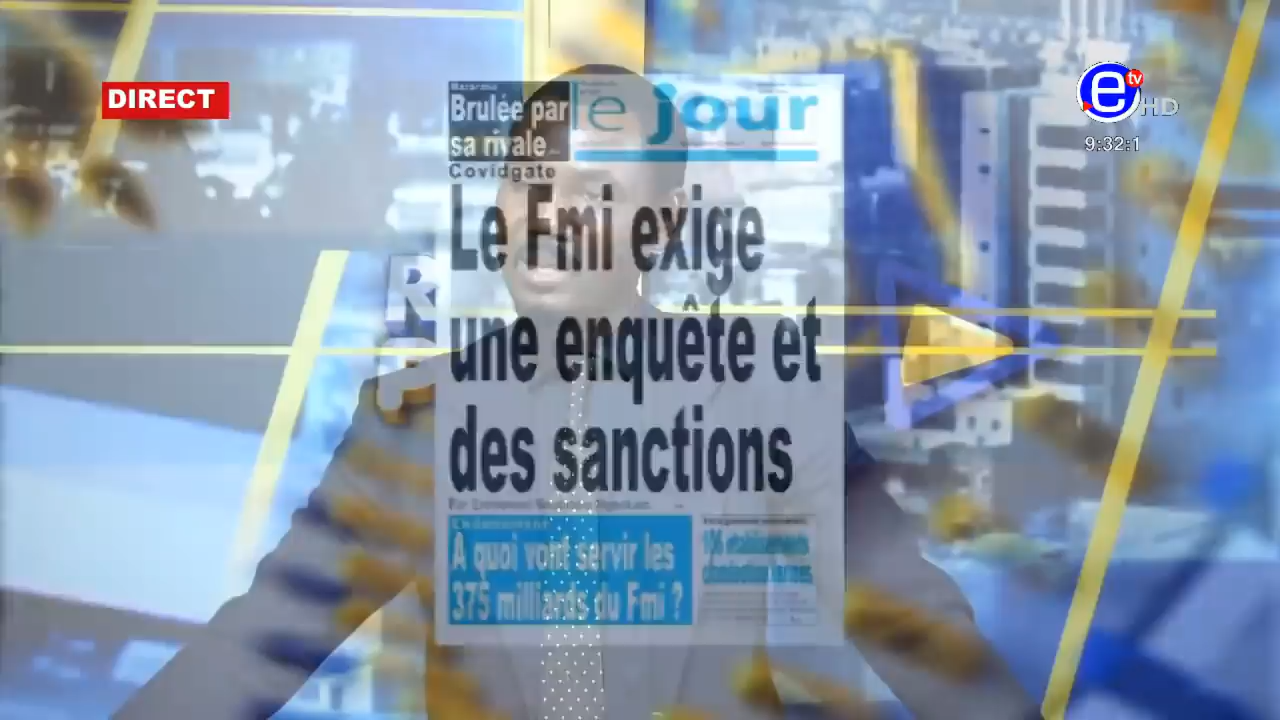 DIRECT
e tv
HD
9:32:1
Brulée par
sa rivale
le jour
Covidgate
Le Fmi exige
une enquête et
des sanctions
R
P
A quoi vont servir les
375 milliards du Fmi ?